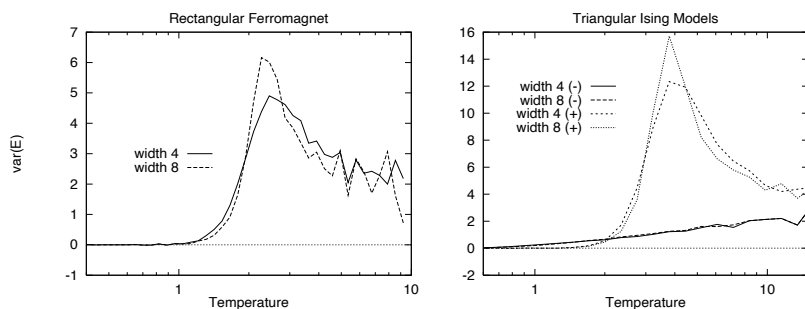 Rectangular Ferromagnet
7
6
5
4
3
2
1
0
-1
var(E)
width 4
width 8
1
10
Temperature
Triangular Ising Models
16
14
12
10
8
6
4
2
0
-2
width 4 (-)
width 8 (-)
width 4 (+)
width 8 (+)
1
10
Temperature